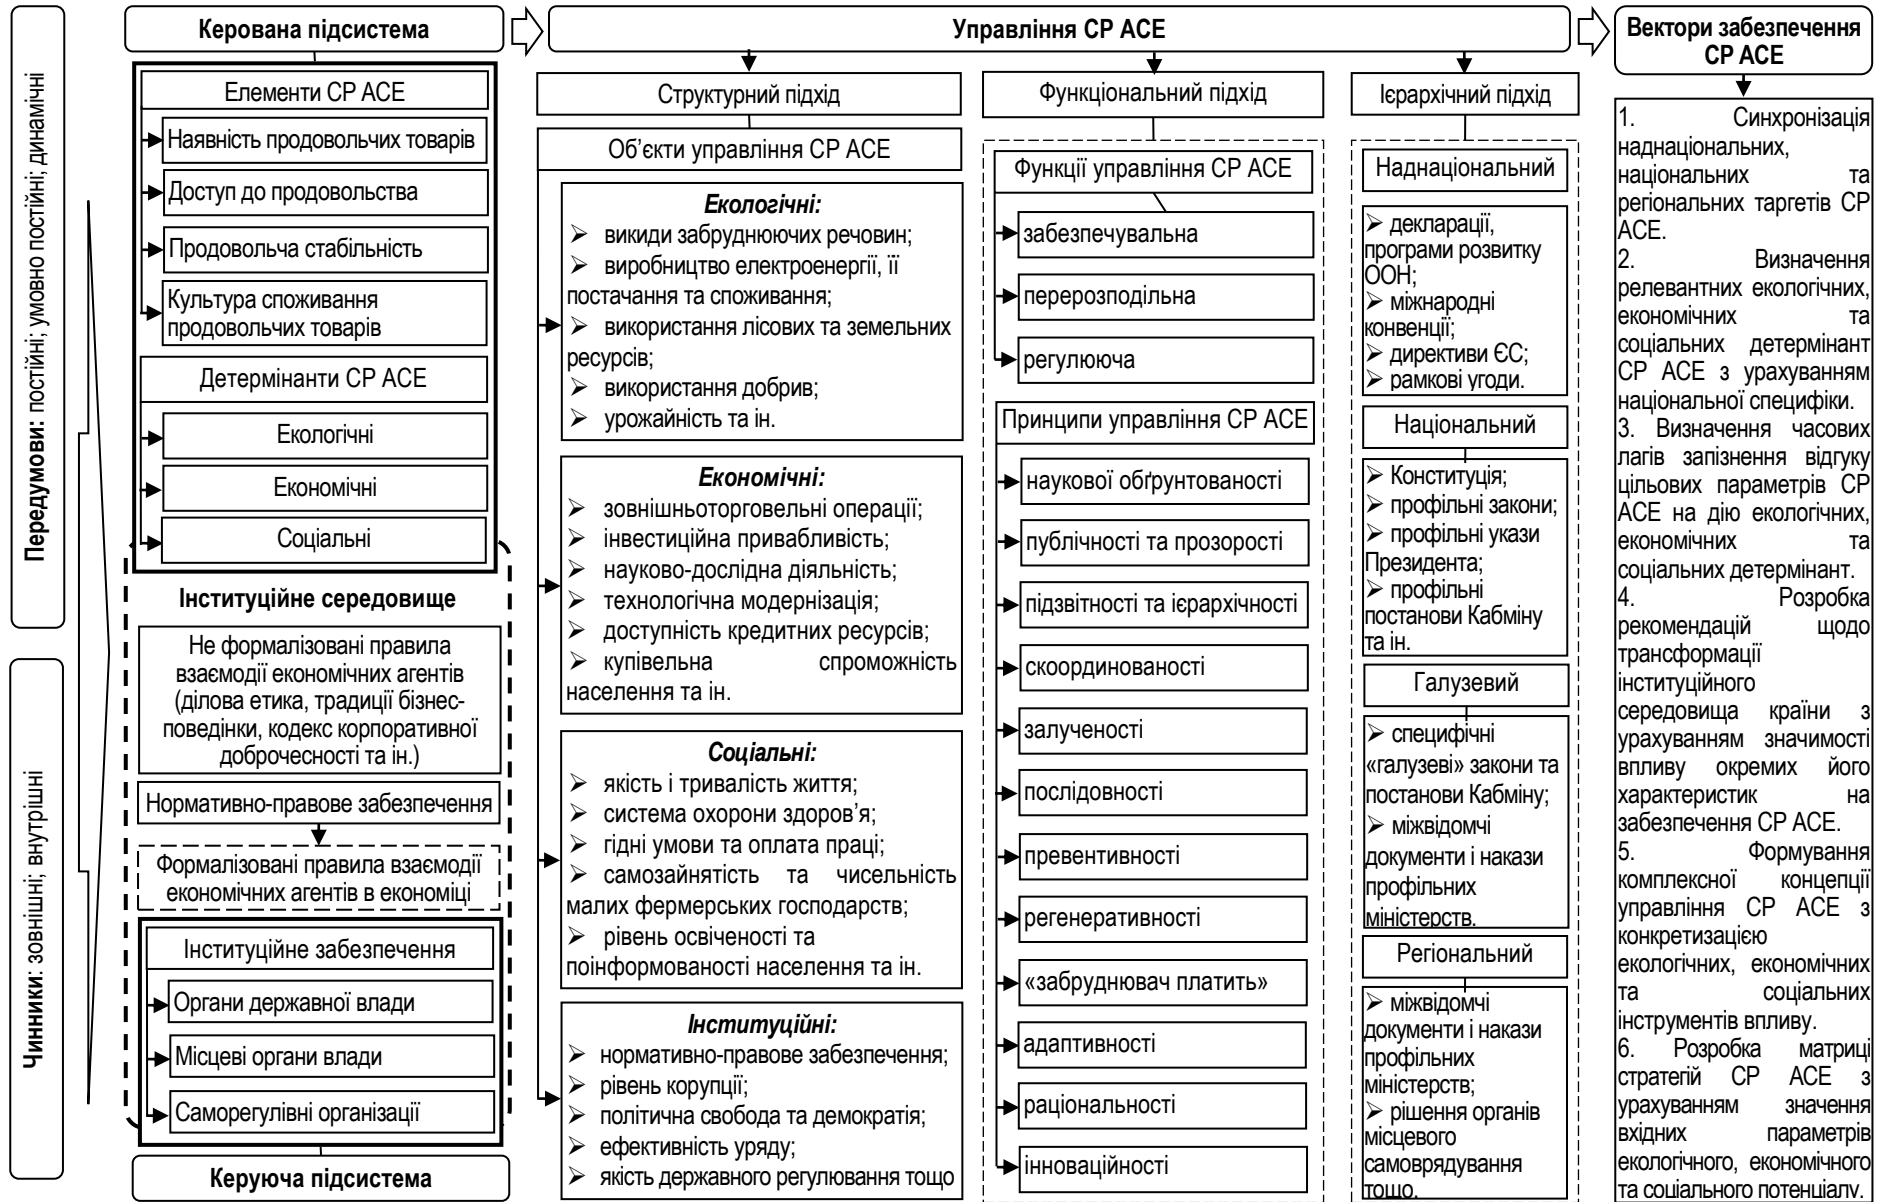 Передумови: постійні; умовно постійні; динамічні
Чинники: зовнішні; внутрішні
Керована підсистема
Елементи СР АСЕ
Наявність продовольчих товарів
Доступ до продовольства
Продовольча стабільність
Культура споживання
продовольчих товарів
Детермінанти СР АСЕ
Екологічні
Економічні
Соціальні
Інституційне середовище
Не формалізовані правила
взаємодії економічних агентів
(ділова етика, традиції бізнес-
поведінки, кодекс корпоративної
доброчесності та ін.)
Нормативно-правове забезпечення
Формалізовані правила взаємодії
економічних агентів в економіці
Інституційне забезпечення
Органи державної влади
Місцеві органи влади
Саморегулівні організації
Керуюча підсистема
Управління СР АСЕ
Структурний підхід
Об’єкти управління СР АСЕ
Екологічні:
➢ викиди забруднюючих речовин;
➢ виробництво електроенергії, її
постачання та споживання;
➢ використання лісових та земельних
ресурсів;
➢ використання добрив;
➢ урожайність та ін.
Економічні:
➢ зовнішньоторговельні операції;
➢ інвестиційна привабливість;
➢ науково-дослідна діяльність;
➢ технологічна модернізація;
➢ доступність кредитних ресурсів;
➢ купівельна спроможність
населення та ін.
Соціальні:
➢ якість і тривалість життя;
➢ система охорони здоров’я;
➢ гідні умови та оплата праці;
➢ самозайнятість та чисельність
малих фермерських господарств;
➢ рівень освіченості та
поінформованості населення та ін.
Інституційні:
➢ нормативно-правове забезпечення;
➢ рівень корупції;
➢ політична свобода та демократія;
➢ ефективність уряду;
➢ якість державного регулювання тощо
Функціональний підхід
Функції управління СР АСЕ
забезпечувальна
перерозподільна
регулююча
Принципи управління СР АСЕ
наукової обґрунтованості
публічності та прозорості
підзвітності та ієрархічності
скоординованості
залученості
послідовності
превентивності
регенеративності
«забруднювач платить»
адаптивності
раціональності
інноваційності
Ієрархічний підхід
Наднаціональний
➢ декларації,
програми розвитку
ООН;
➢ міжнародні
конвенції;
➢ директиви ЄС;
➢ рамкові угоди.
Національний
➢ Конституція;
➢ профільні закони;
➢ профільні укази
Президента;
➢ профільні
постанови Кабміну
та ін.
Галузевий
➢ специфічні
«галузеві» закони та
постанови Кабміну;
➢ міжвідомчі
документи і накази
профільних
міністерств.
Регіональний
➢ міжвідомчі
документи і накази
профільних
міністерств;
➢ рішення органів
місцевого
самоврядування
тощо.
Вектори забезпечення
СР АСЕ
1. Синхронізація
наднаціональних,
національних та
регіональних таргетів СР
АСЕ.
2. Визначення
релевантних екологічних,
економічних та
соціальних детермінант
СР АСЕ з урахуванням
національної специфіки.
3. Визначення часових
лагів запізнення відгуку
цільових параметрів СР
АСЕ на дію екологічних,
економічних та
соціальних детермінант.
4. Розробка
рекомендацій щодо
трансформації
інституційного
середовища країни з
урахуванням значимості
впливу окремих його
характеристик на
забезпечення СР АСЕ.
5. Формування
комплексної концепції
управління СР АСЕ з
конкретизацією
екологічних, економічних
та соціальних
інструментів впливу.
6. Розробка матриці
стратегій СР АСЕ з
урахуванням значення
вхідних параметрів
екологічного, економічного
та соціального потенціалу.